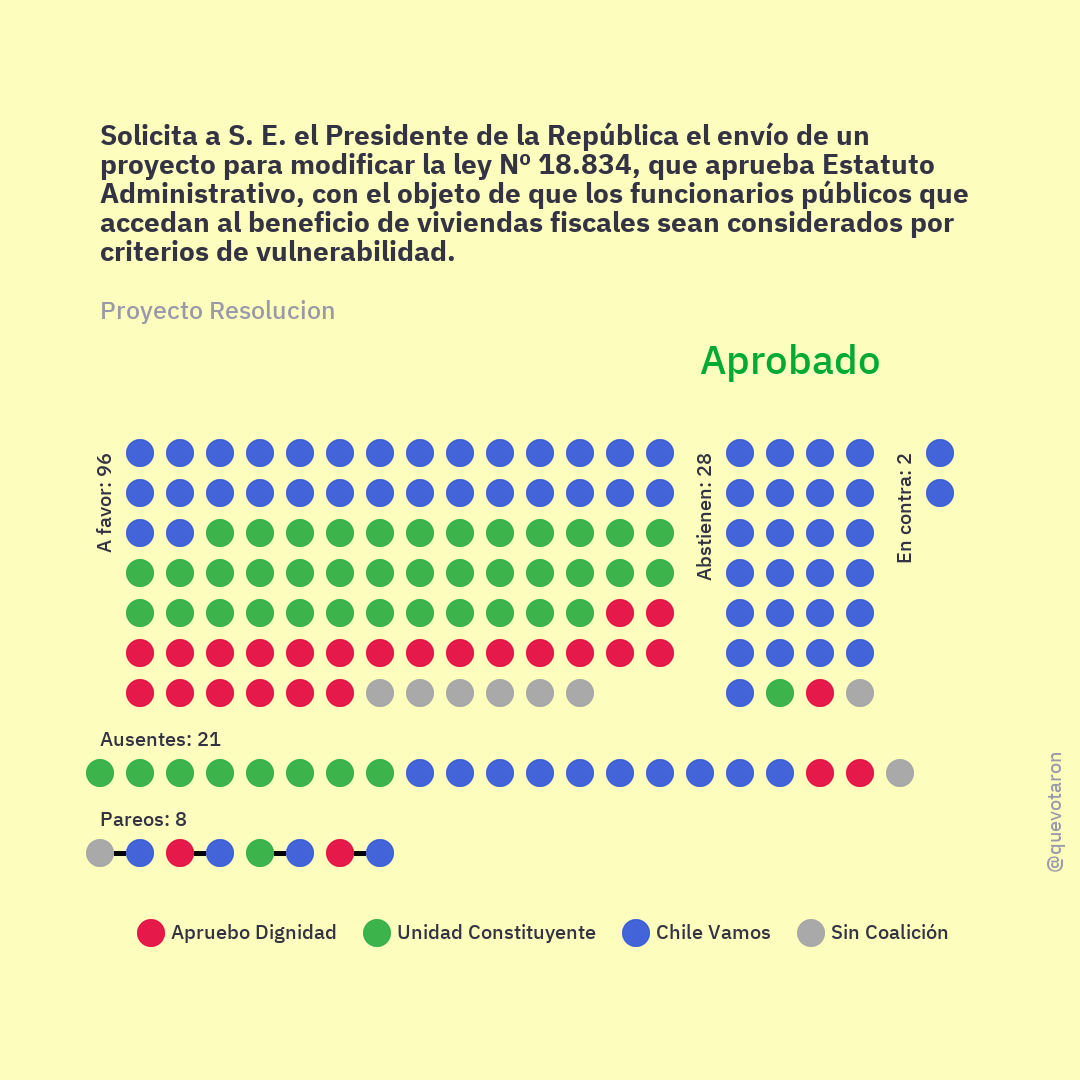 Solicita a S. E. el Presidente de la República el envío de un
proyecto para modificar la ley Nº 18.834, que aprueba Estatuto
Administrativo, con el objeto de que los funcionarios públicos que
accedan al beneficio de viviendas fiscales sean considerados por
criterios de vulnerabilidad.
Proyecto Resolucion
Aprobado
A favor: 96
Abstienen: 28
En contra: 2
Ausentes: 21
Pareos: 8
@quevotaron
Apruebo Dignidad
Unidad Constituyente
Chile Vamos
Sin Coalición